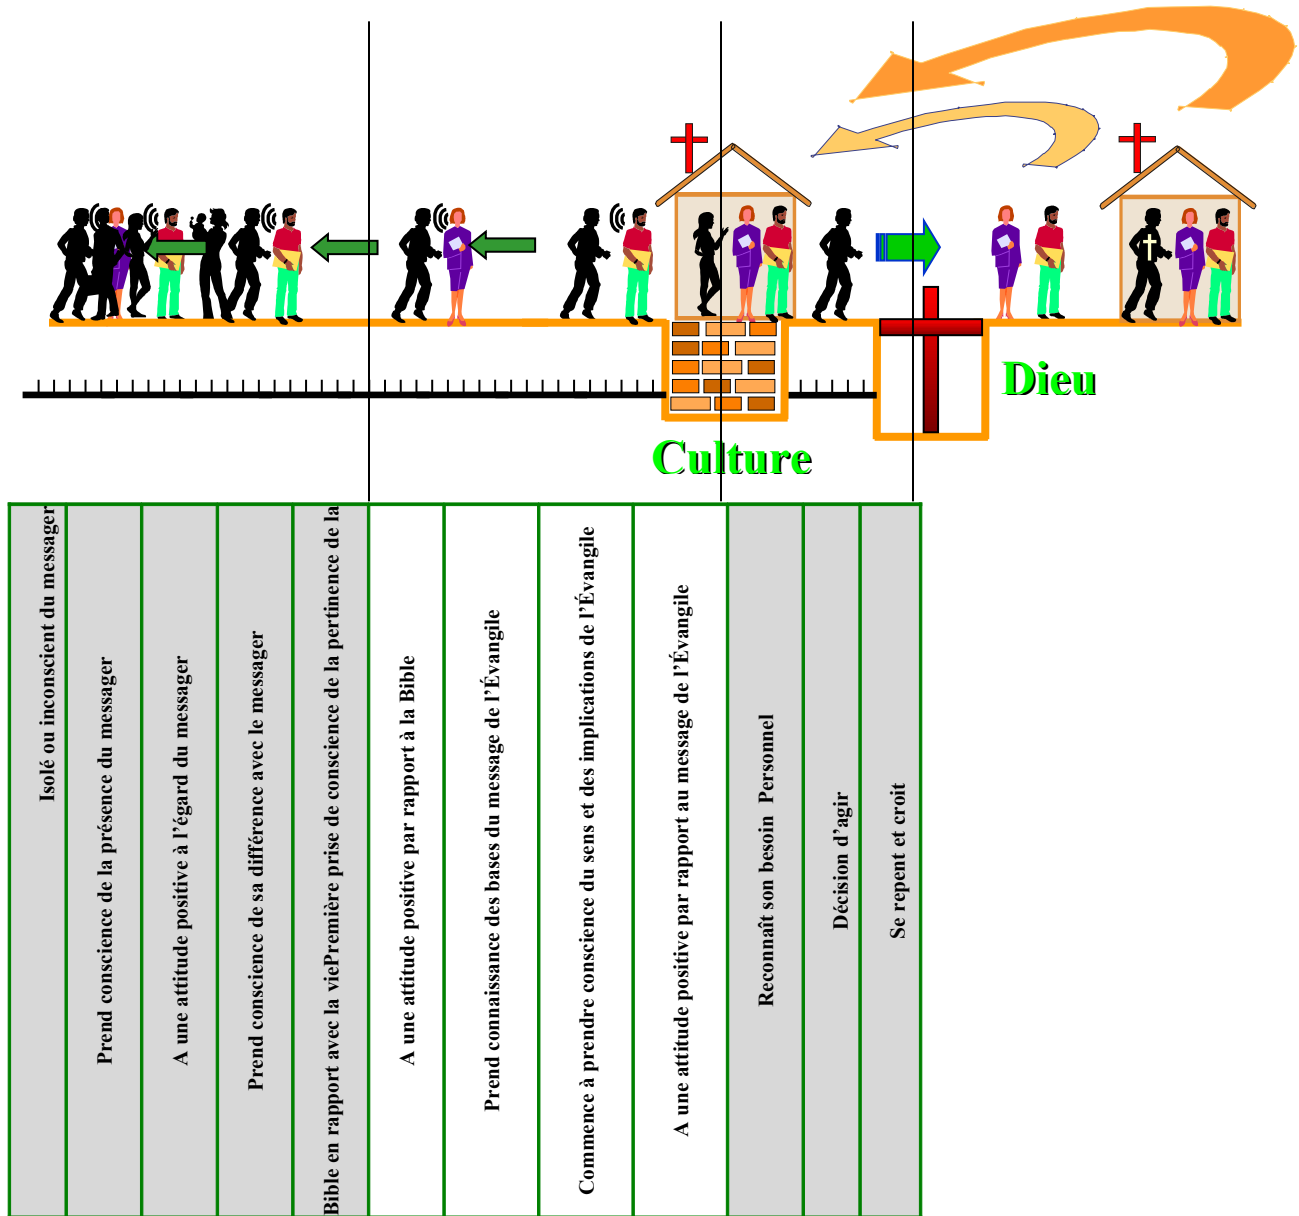 Dieu
Culture
Isolé ou inconscient du messager
Prend conscience de la présence du messager
A une attitude positive à l’égard du messager
Prend conscience de sa différence avec le messager
Bible en rapport avec la viePremière prise de conscience de la pertinence de la
A une attitude positive par rapport à la Bible
Prend connaissance des bases du message de l’Évangile
Commence à prendre conscience du sens et des implications de l’Évangile
A une attitude positive par rapport au message de l’Évangile
Reconnaît son besoin Personnel
Décision d’agir
Se repent et croit